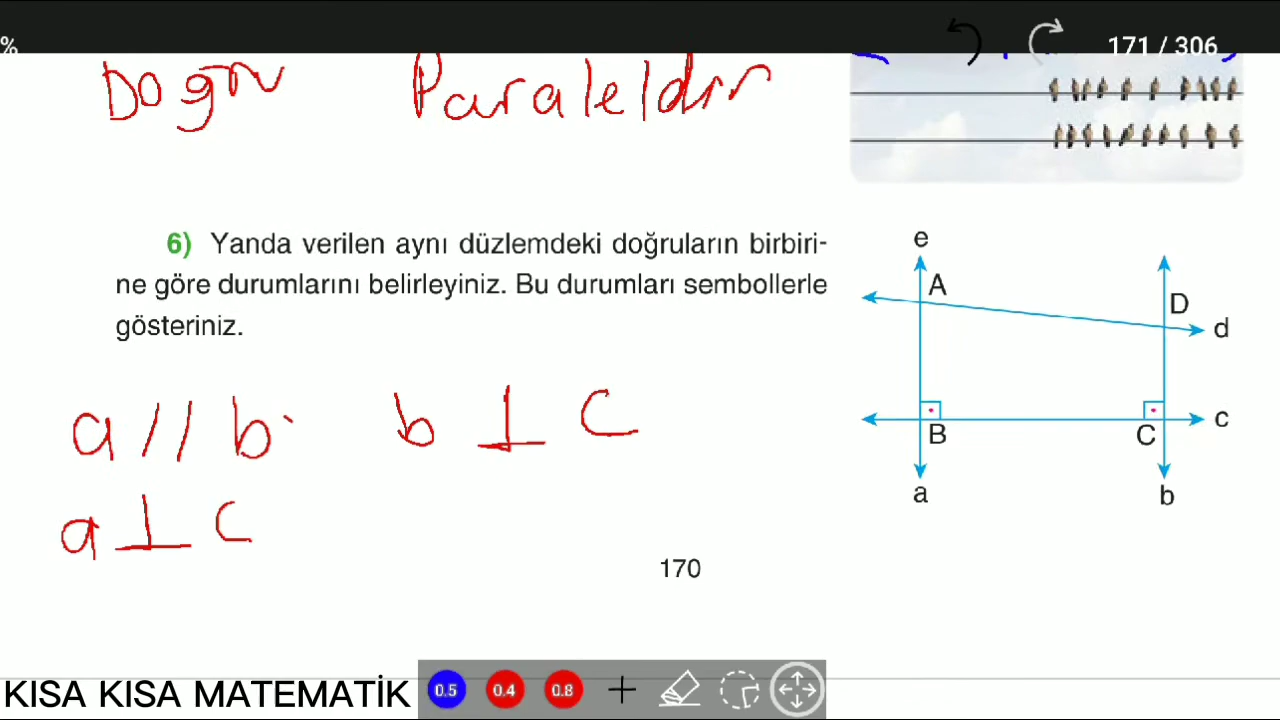 %
171 / 306
Doğru Paraleldir
6) Yanda verilen aynı düzlemdeki doğruların birbiri-
ne göre durumlarını belirleyiniz. Bu durumları sembollerle
gösteriniz.
e
A
D
d
B
C
c
a
b
a // b b ⊥ c
a ⊥ c
170
KISA KISA MATEMATİK
0.5 0.4 0.8